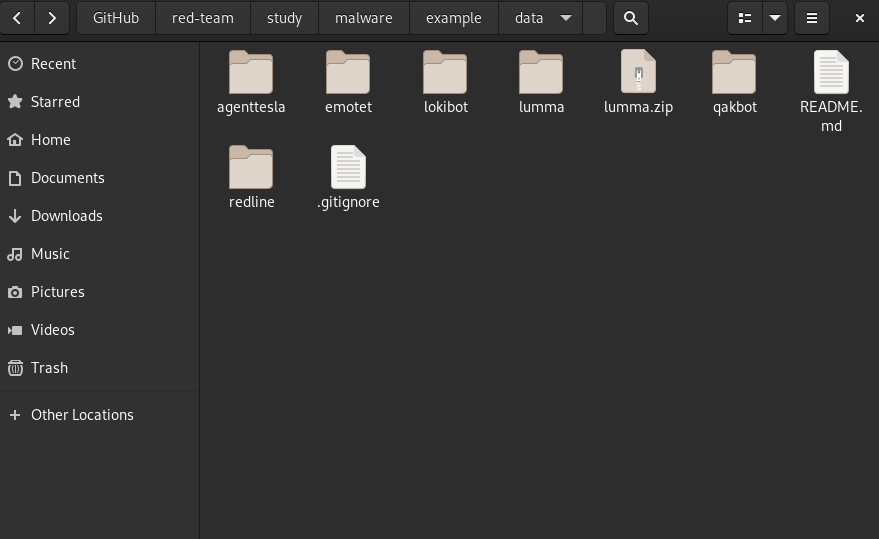 GitHub red-team study malware example data
Recent
Starred
Home
Documents
Downloads
Music
Pictures
Videos
Trash
Other Locations
agenttesla emotet lokibot lumma lumma.zip qakbot README.
md
redline .gitignore